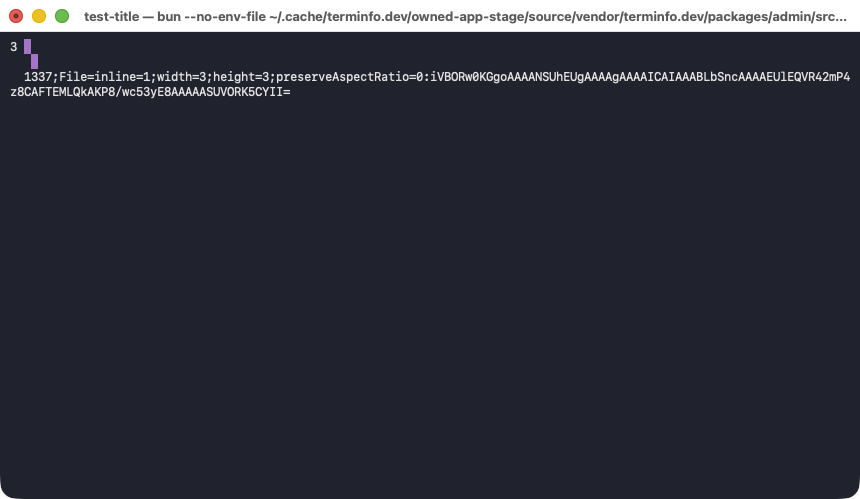 test-title — bun --no-env-file ~/.cache/terminfo.dev/owned-app-stage/source/vendor/terminfo.dev/packages/admin/src...
3
1337;File=inline=1;width=3;height=3;preserveAspectRatio=0:iVBORw0KGgoAAAANSUhEUgAAAAgAAAAICAIAAABLbSncAAAAEUlEQVR42mP4
z8CAFTEMLQkAKP8/wc53yE8AAAAASUVORK5CYII=